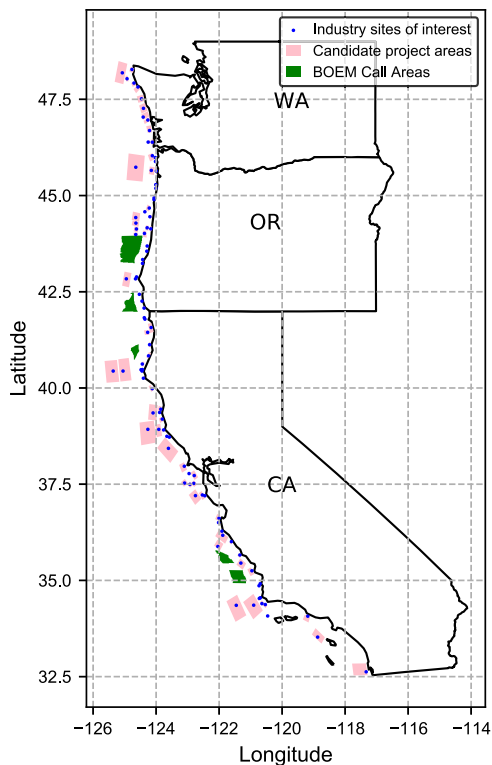 Industry sites of interest
Candidate project areas
BOEM Call Areas
WA
OR
CA
47.5
45.0
42.5
40.0
37.5
35.0
32.5
Latitude
−126 −124 −122 −120 −118 −116 −114
Longitude